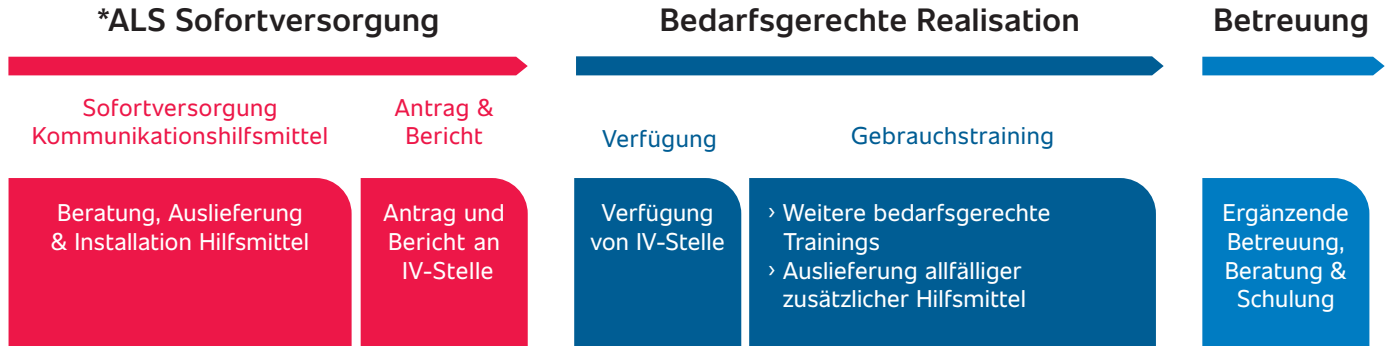 *ALS Sofortversorgung
Bedarfsgerechte Realisation
Betreuung
Sofortversorgung
Kommunikationshilfsmittel
Antrag &
Bericht
Verfügung
Gebrauchstraining
Beratung, Auslieferung
& Installation Hilfsmittel
Antrag und
Bericht an
IV-Stelle
Verfügung
von IV-Stelle
› Weitere bedarfsgerechte
Trainings
› Auslieferung allfälliger
zusätzlicher Hilfsmittel
Ergänzende
Betreuung,
Beratung &
Schulung